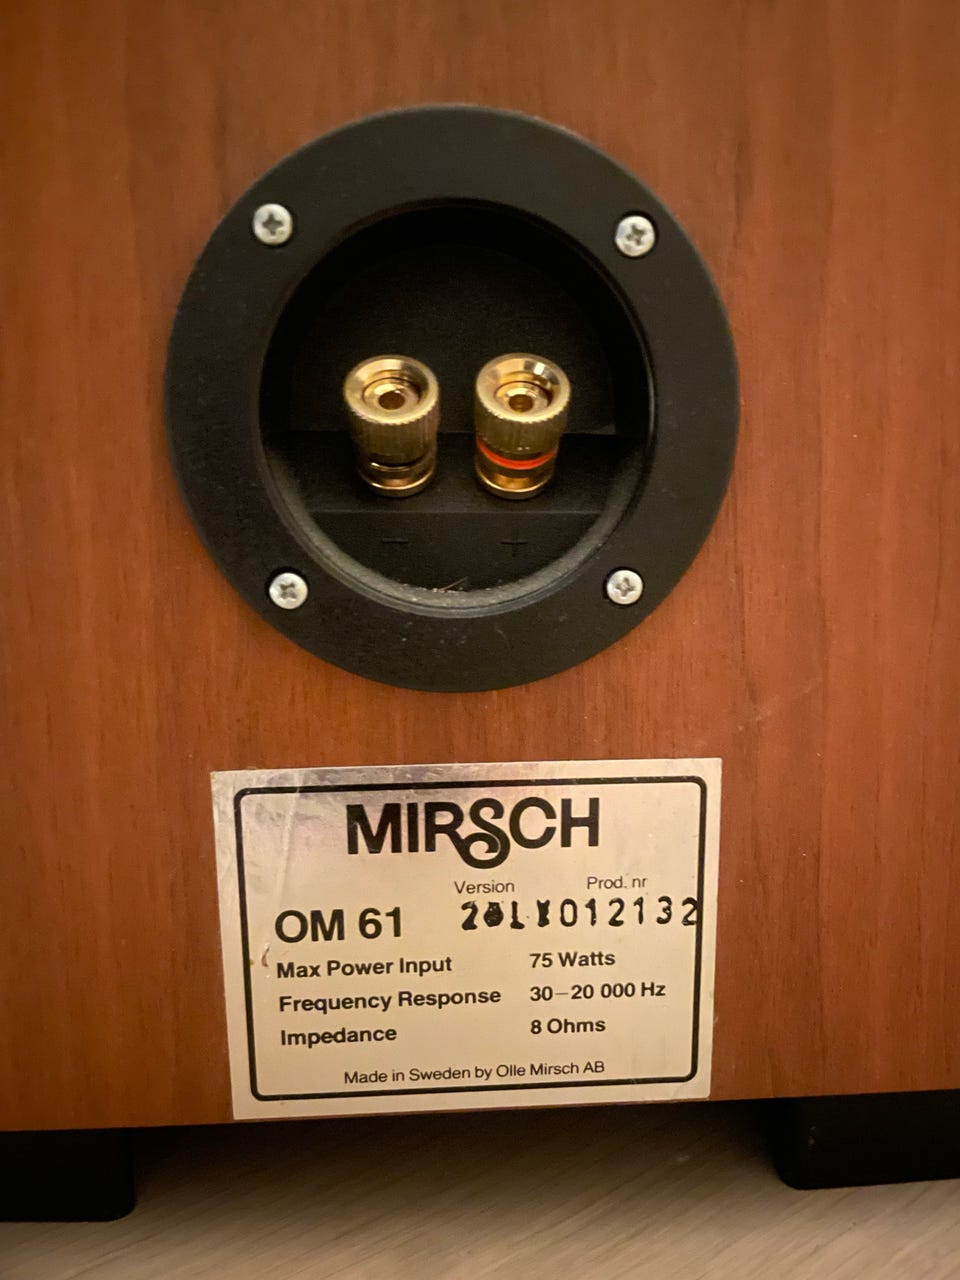 − +
MIRSCH
Version Prod. nr
OM 61 012132
Max Power Input 75 Watts
Frequency Response 30–20 000 Hz
Impedance 8 Ohms
Made in Sweden by Olle Mirsch AB